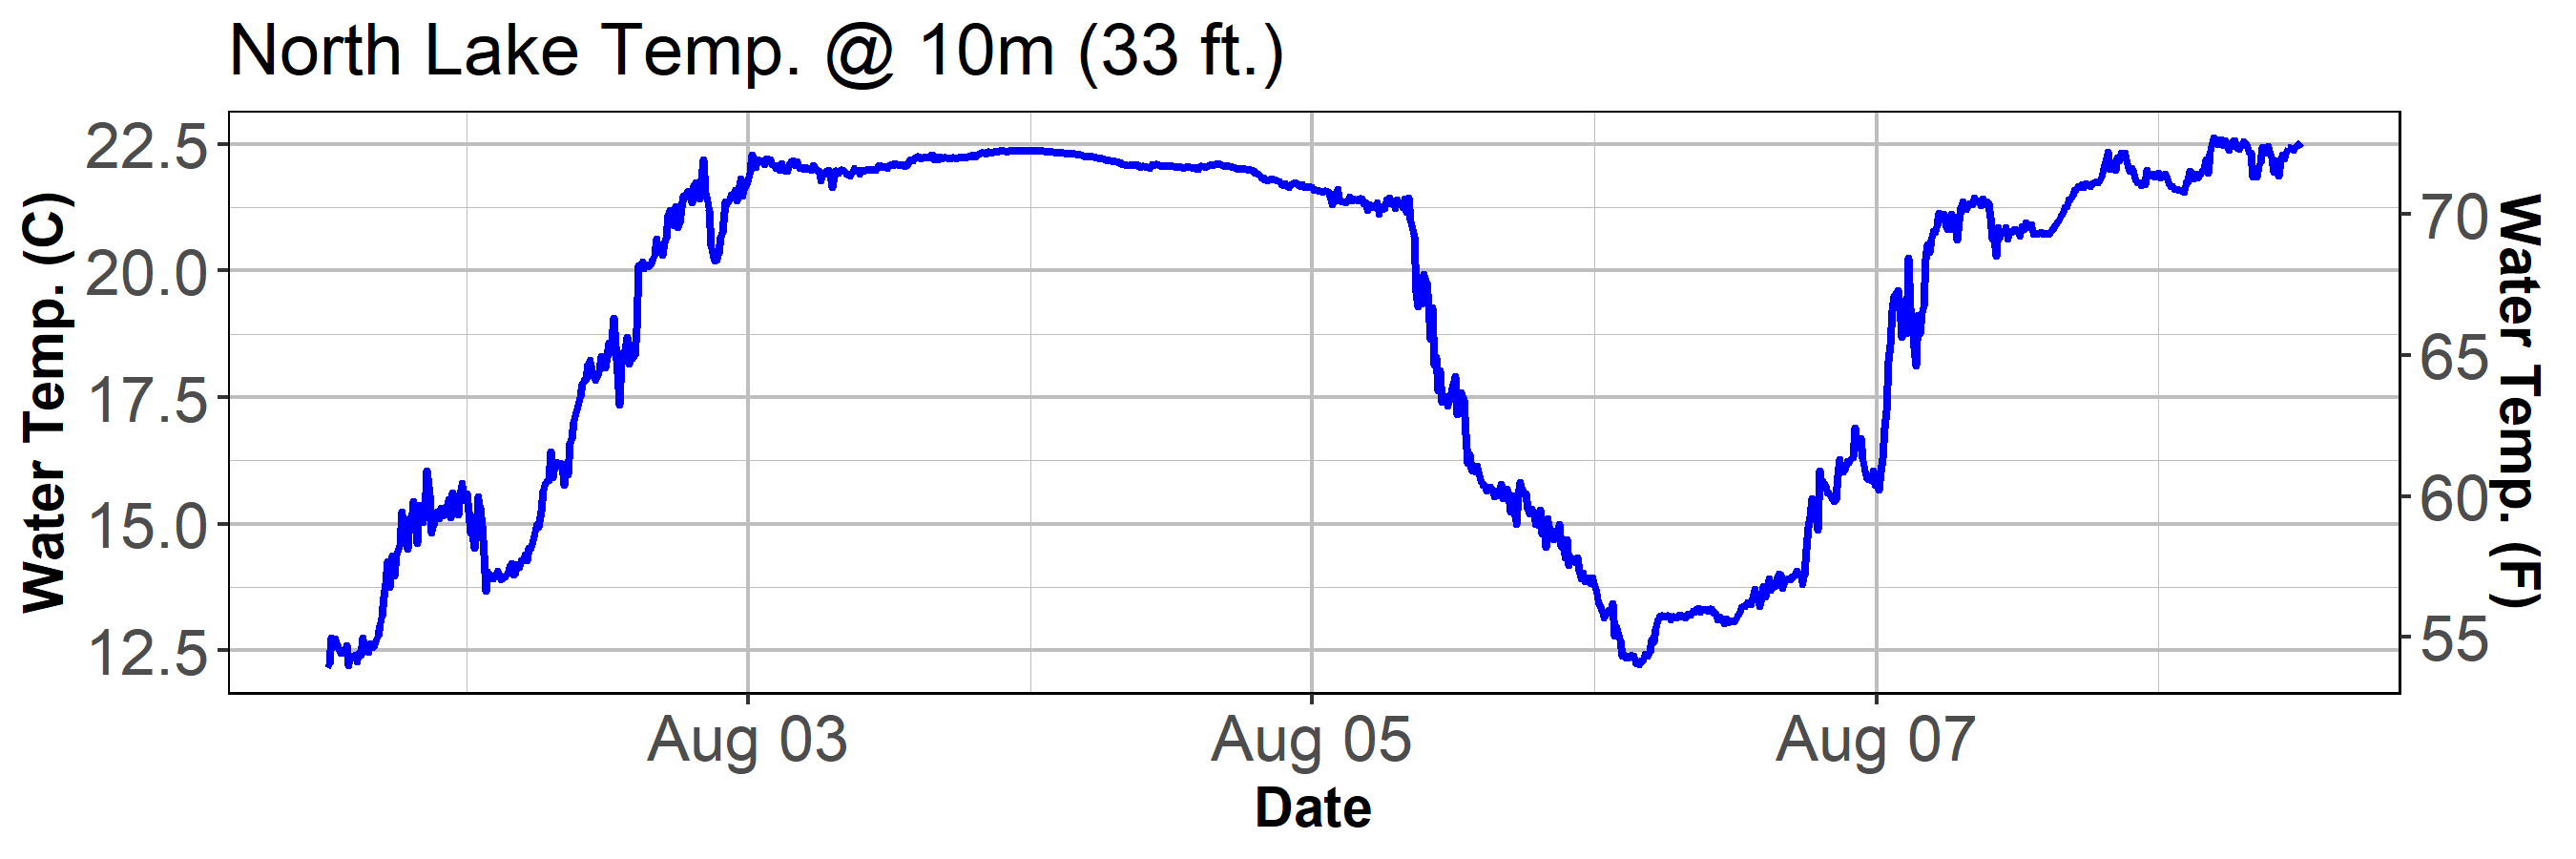 North Lake Temp. @ 10m (33 ft.)
Water Temp. (C)
22.5
20.0
17.5
15.0
12.5
70
65
60
55
Water Temp. (F)
Aug 03 Aug 05 Aug 07
Date